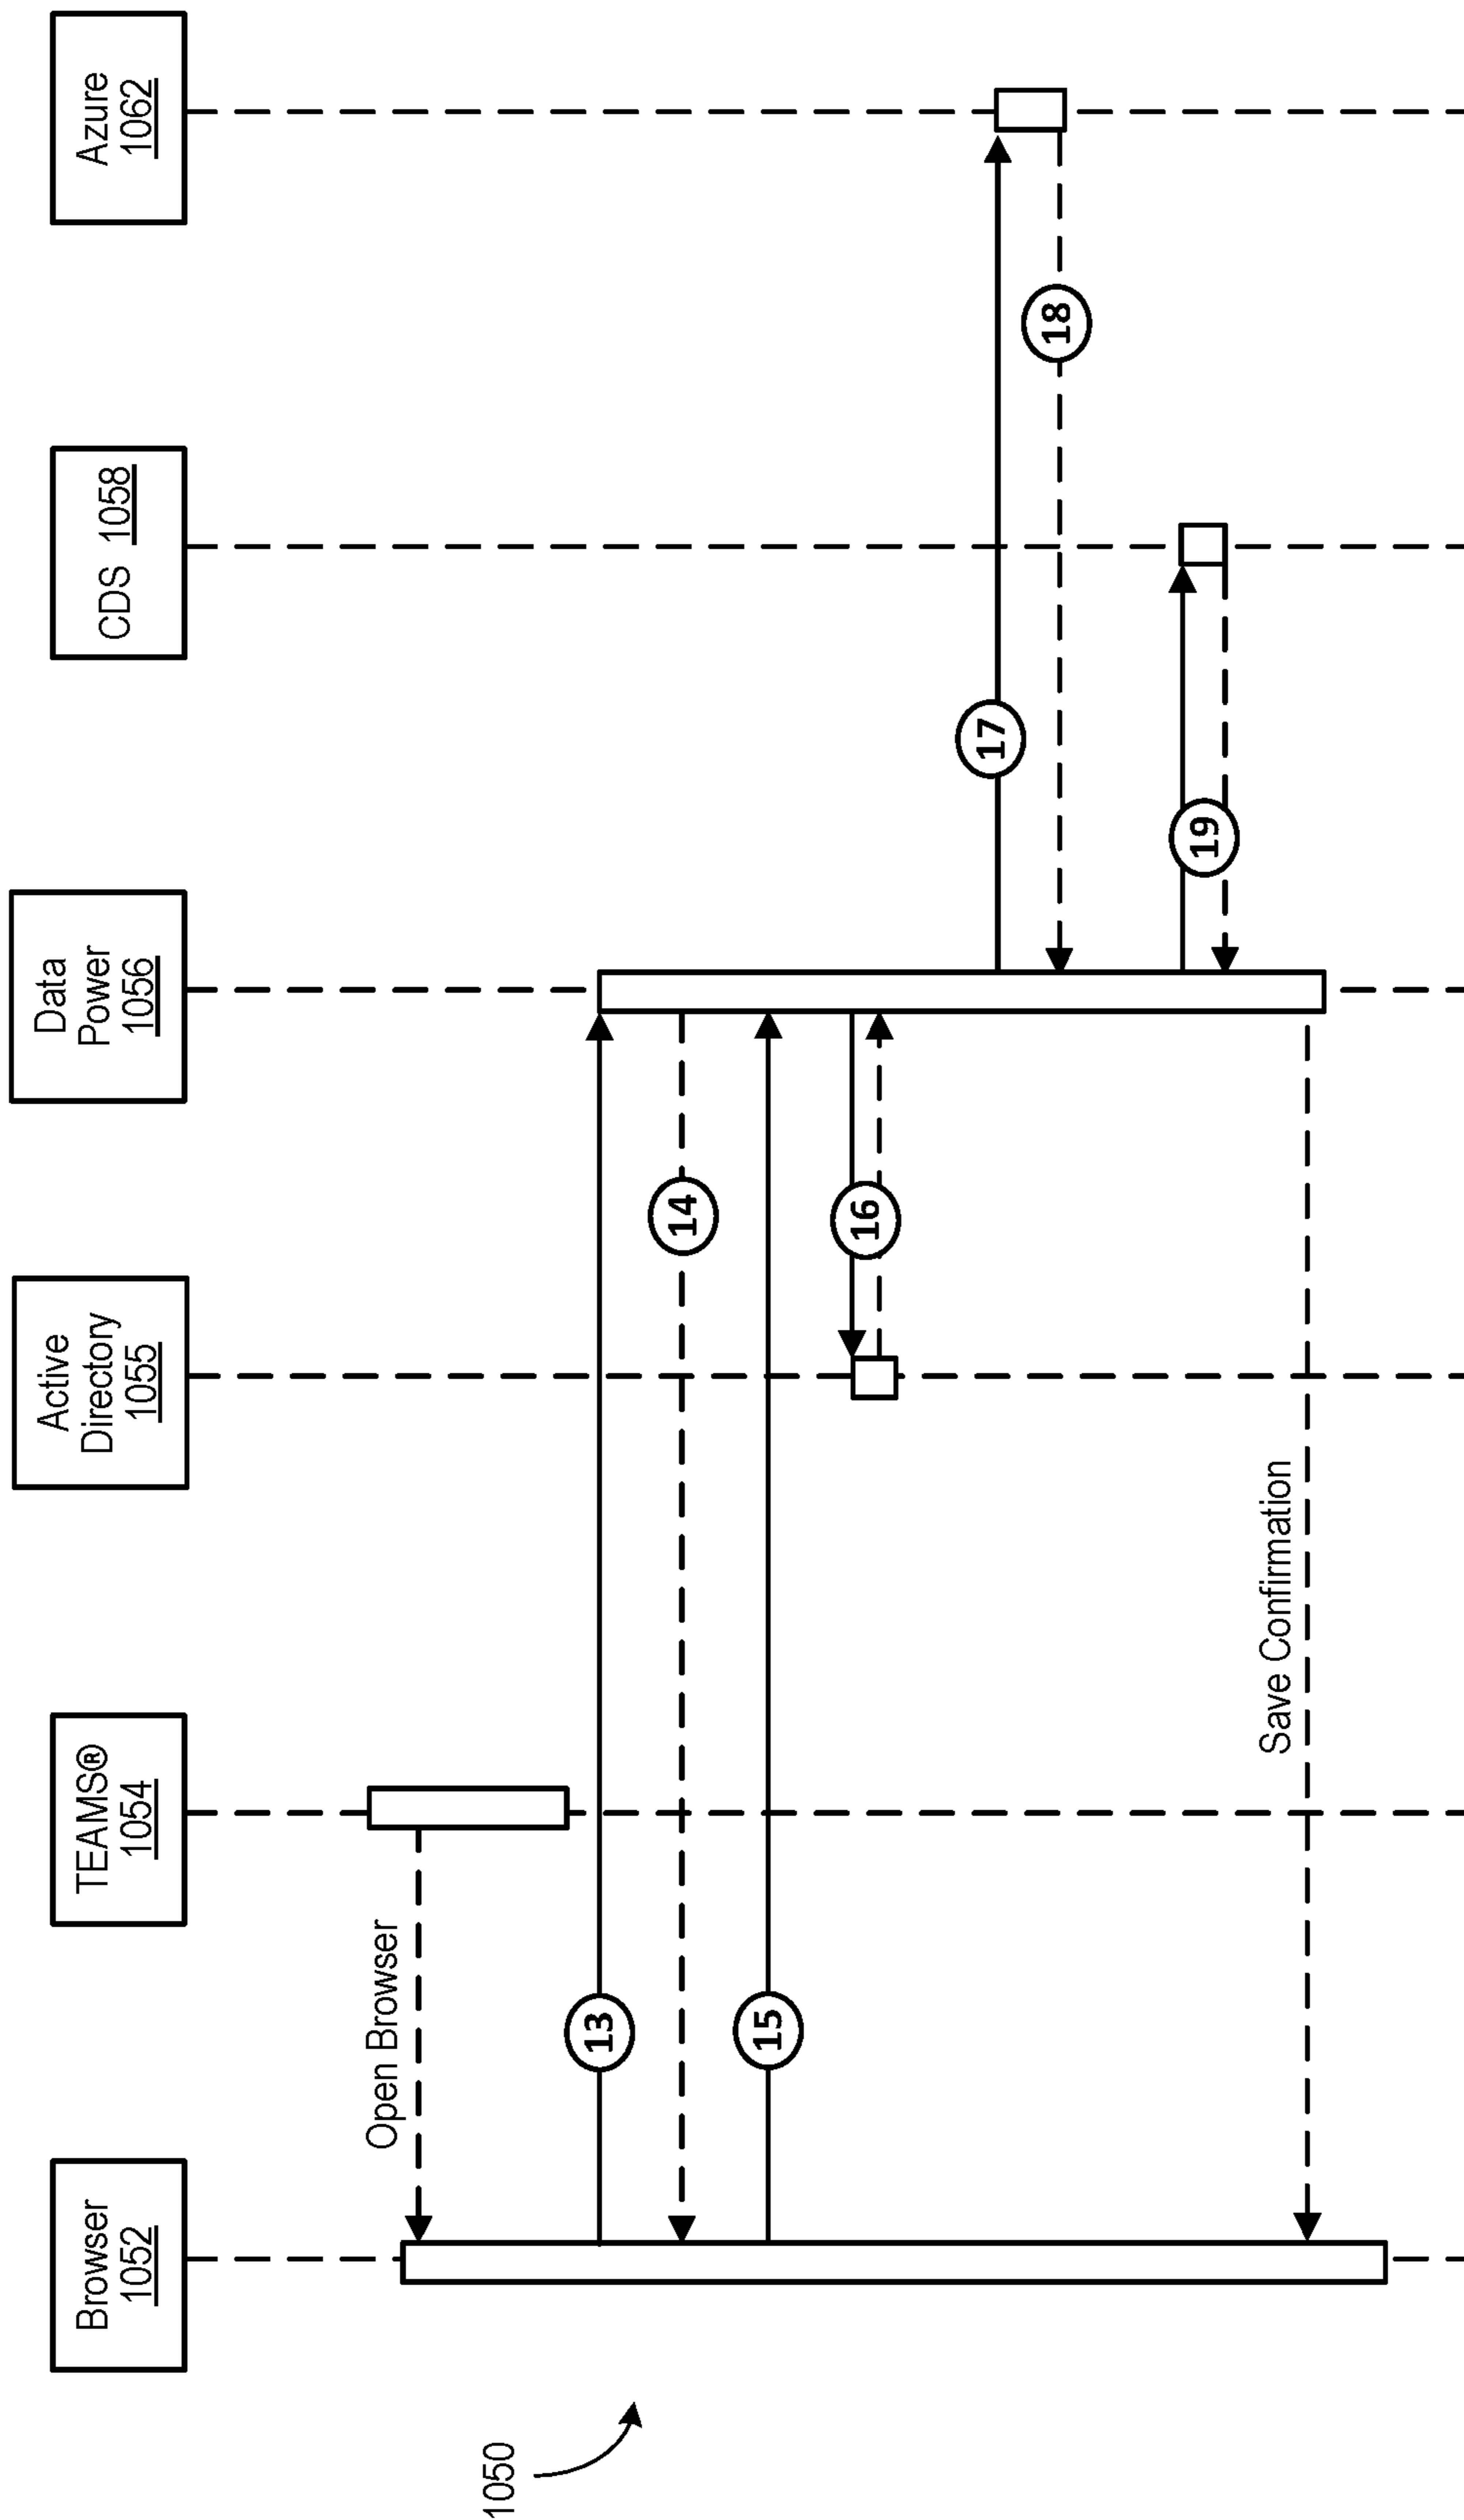 Browser
1052
TEAMS®
1054
Active
Directory
1055
Data
Power
1056
CDS 1058
Azure
1062
Open Browser
13
14
15
16
17
18
19
Save Confirmation
1050